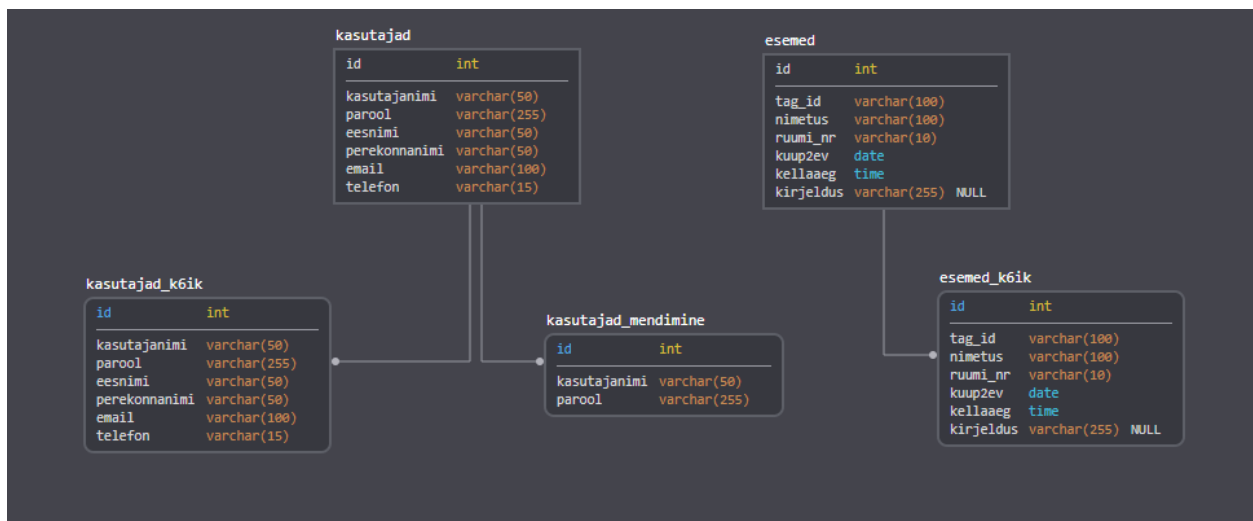 kasutajad
id int
kasutajanimi varchar(50)
parool varchar(255)
eesnimi varchar(50)
perekonnanimi varchar(50)
email varchar(100)
telefon varchar(15)
esemed
id int
tag_id varchar(100)
nimetus varchar(100)
ruumi_nr varchar(10)
kuup2ev date
kellaaeg time
kirjeldus varchar(255) NULL
kasutajad_k6ik
id int
kasutajanimi varchar(50)
parool varchar(255)
eesnimi varchar(50)
perekonnanimi varchar(50)
email varchar(100)
telefon varchar(15)
kasutajad_mendimine
id int
kasutajanimi varchar(50)
parool varchar(255)
esemed_k6ik
id int
tag_id varchar(100)
nimetus varchar(100)
ruumi_nr varchar(10)
kuup2ev date
kellaaeg time
kirjeldus varchar(255) NULL